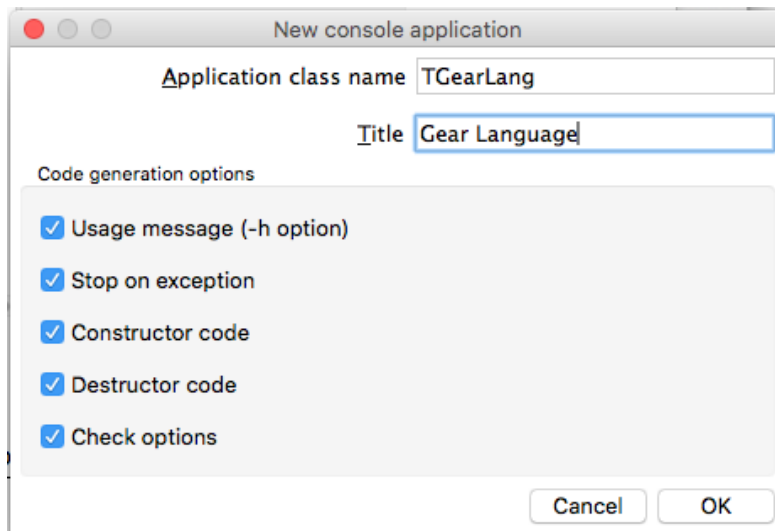 New console application
Application class name TGearLang
Title Gear Language
Code generation options
Usage message (-h option)
Stop on exception
Constructor code
Destructor code
Check options
Cancel OK